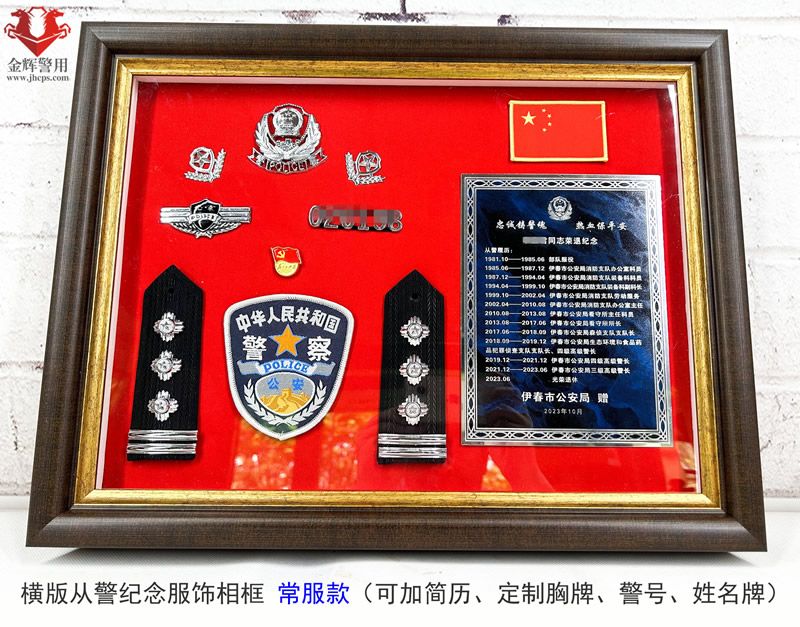 金辉警用
www.jhcps.com
POLICE
POLICE
中华人民共和国
警 察
POLICE
公 安
忠诚铸警魂 热血保平安
同志荣退纪念
从警履历:
1981.10——1985.06 部队服役
1985.06——1987.12 伊春市公安局消防支队办公室科员
1987.12——1994.04 伊春市公安局消防支队装备科科员
1994.04——1999.10 伊春市公安局消防支队装备科副科长
1999.10——2002.04 伊春市公安局消防支队劳动服务
2002.04——2010.08 伊春市公安局消防支队办公室主任
2010.08——2013.08 伊春市公安局看守所主任科员
2013.08——2017.06 伊春市公安局看守所所长
2017.06——2018.09 伊春市公安局森侦支队支队长
2018.09——2019.12 伊春市公安局生态环境和食品药
品犯罪侦查支队支队长、四级高级警长
2019.12——2021.12 伊春市公安局四级高级警长
2021.12——2023.06 伊春市公安局三级高级警长
2023.06 光荣退休
伊春市公安局 赠
2023年10月
横版从警纪念服饰相框 常服款（可加简历、定制胸牌、警号、姓名牌）